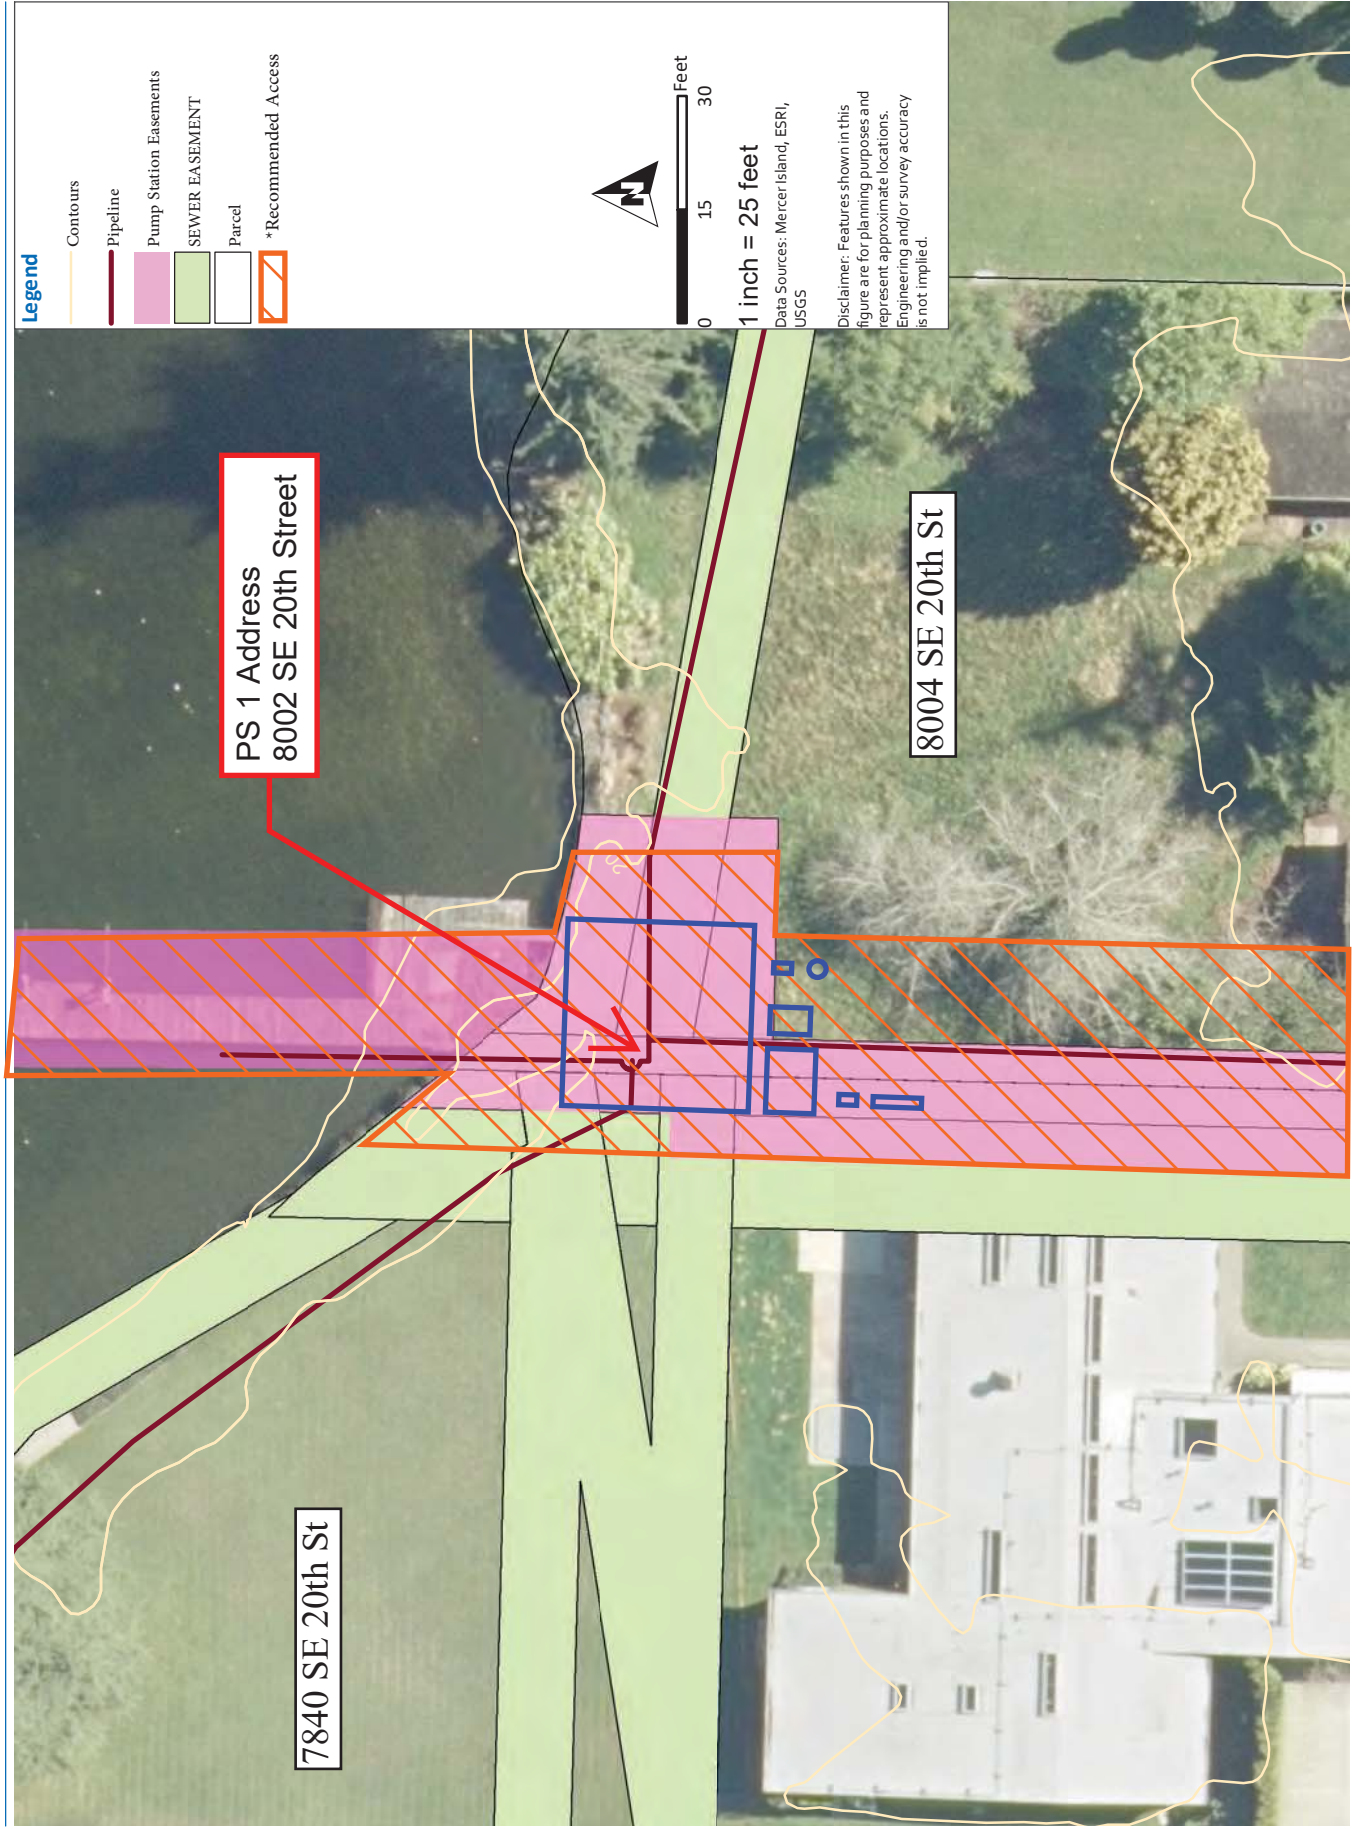 Legend
Contours
Pipeline
Pump Station Easements
SEWER EASEMENT
Parcel
*Recommended Access
N
0 15 30 Feet
1 inch = 25 feet
Data Sources: Mercer Island, ESRI,
USGS
Disclaimer: Features shown in this
figure are for planning purposes and
represent approximate locations.
Engineering and/or survey accuracy
is not implied.
PS 1 Address
8002 SE 20th Street
8004 SE 20th St
7840 SE 20th St